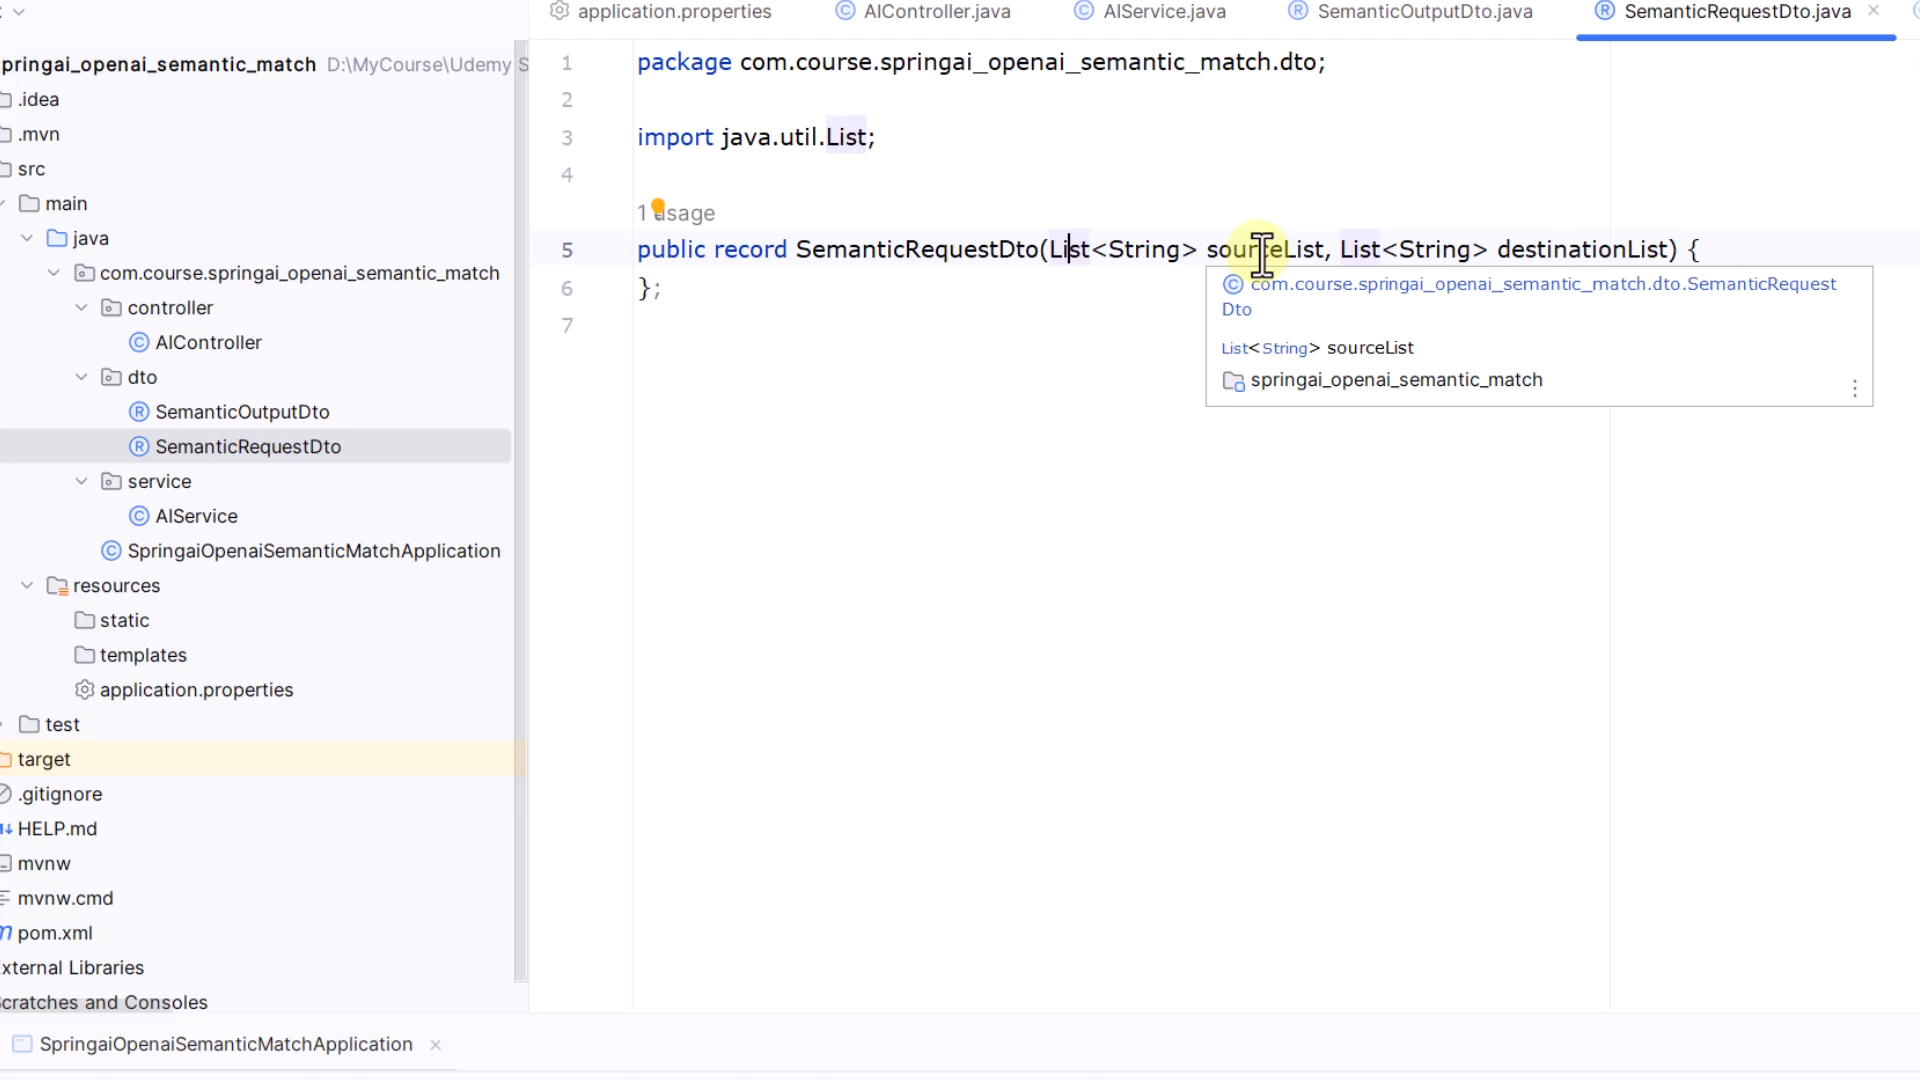 application.properties
AIController.java
AIService.java
SemanticOutputDto.java
SemanticRequestDto.java
pringai_openai_semantic_match D:\MyCourse\Udemy S
.idea
.mvn
src
main
java
com.course.springai_openai_semantic_match
controller
AIController
dto
SemanticOutputDto
SemanticRequestDto
service
AIService
SpringaiOpenaiSemanticMatchApplication
resources
static
templates
application.properties
test
target
.gitignore
HELP.md
mvnw
mvnw.cmd
pom.xml
xternal Libraries
cratches and Consoles
1 package com.course.springai_openai_semantic_match.dto;
2
3 import java.util.List;
4
1 usage
5 public record SemanticRequestDto(List<String> sourceList, List<String> destinationList) {
6 };
7
com.course.springai_openai_semantic_match.dto.SemanticRequest
Dto
List<String> sourceList
springai_openai_semantic_match
SpringaiOpenaiSemanticMatchApplication